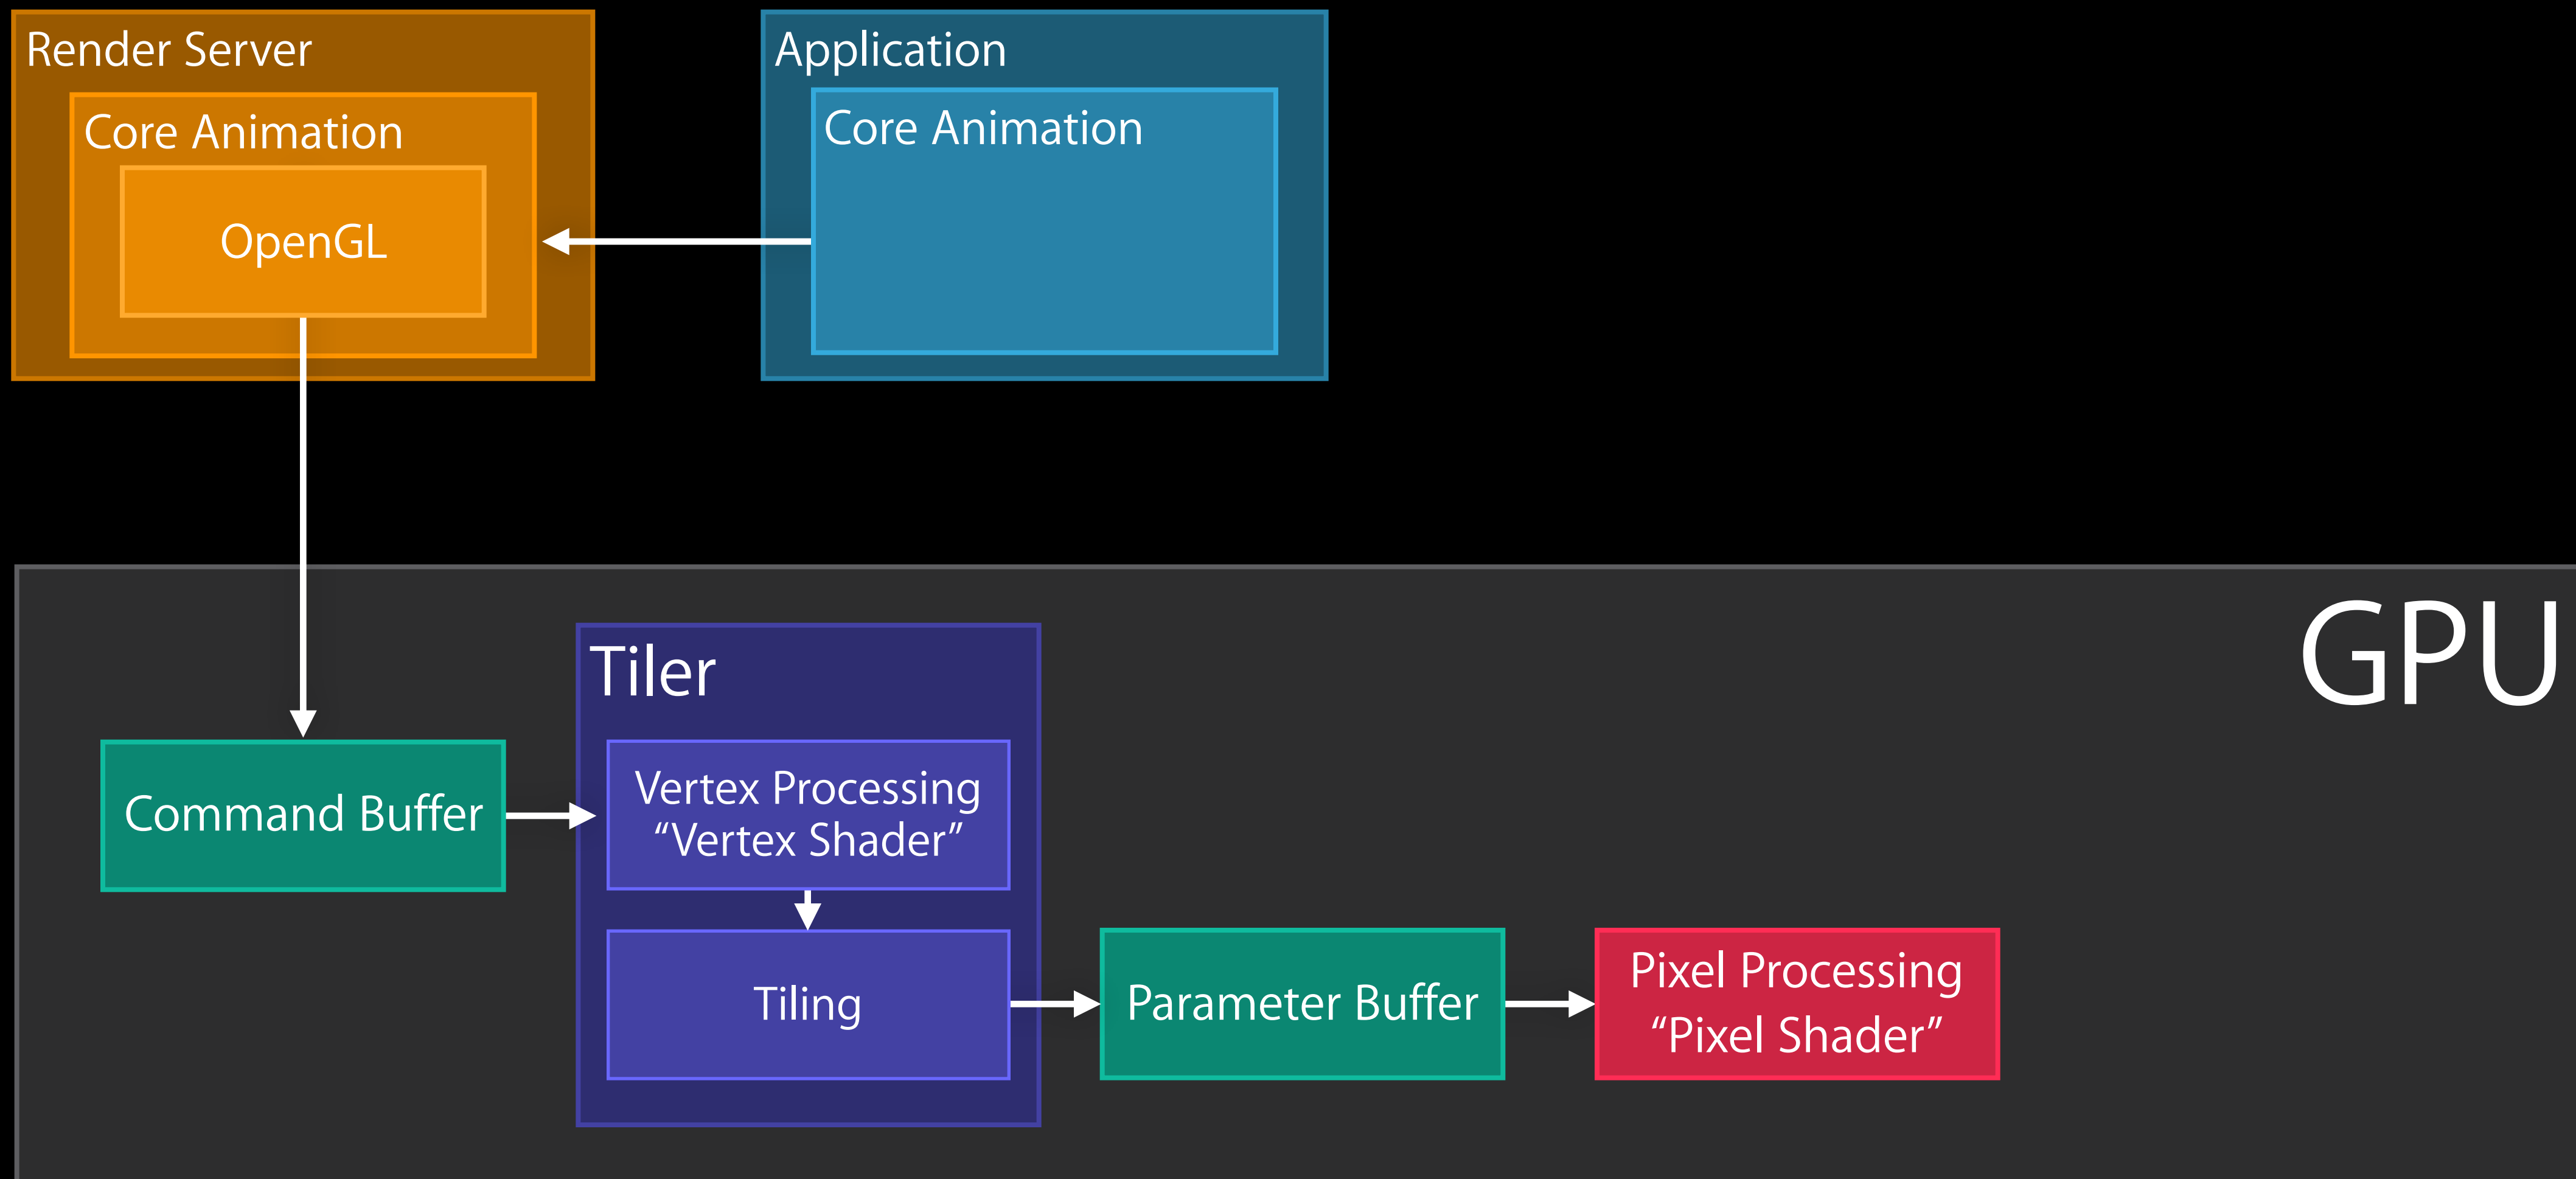 Render Server
Core Animation
OpenGL
Application
Core Animation
GPU
Tiler
Command Buffer
Vertex Processing
“Vertex Shader”
Tiling
Parameter Buffer
Pixel Processing
“Pixel Shader”